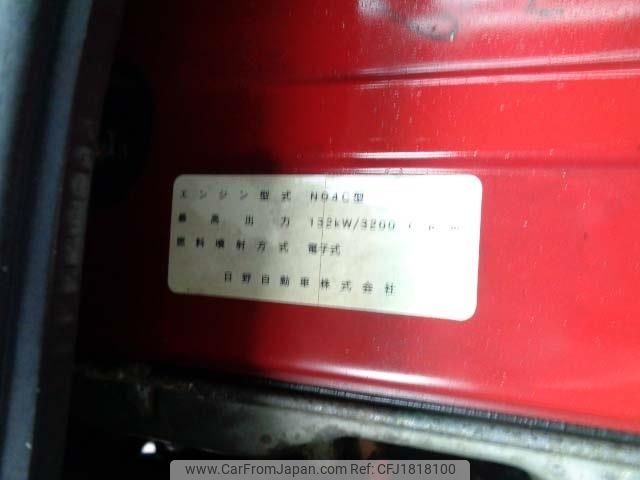 エンジン型式 N04C型
最高出力 132kW/3200
燃料噴射方式 電子式
日野自動車株式会社
www.CarFromJapan.com | Car Ref No: CFJ1818100